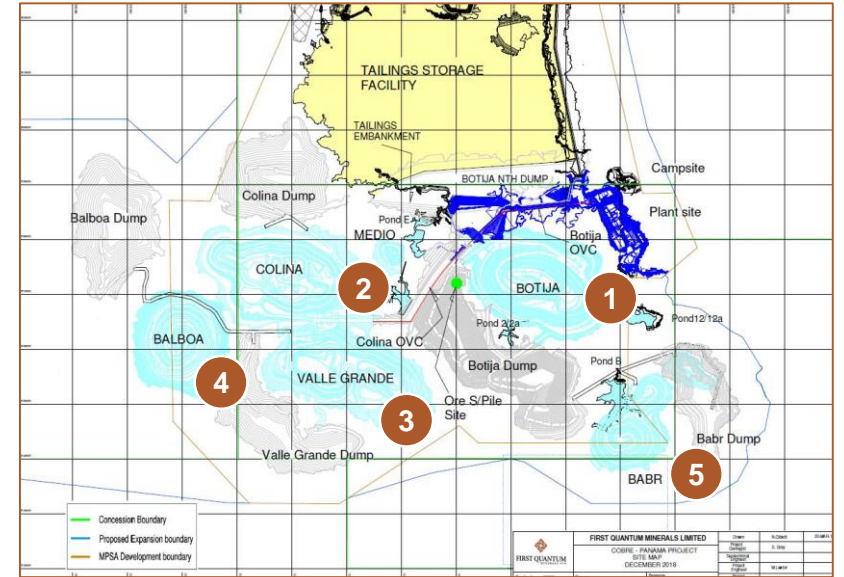 TAILINGS STORAGE
FACILITY
TAILINGS
EMBANKMENT
BOTIJA NTH DUMP
Campsite
Colina Dump
Balboa Dump
Pond E
Plant site
MEDIO
Botija
OVC
COLINA
2
BOTIJA
1
Pond12/12a
BALBOA
Pond 2/2a
Colina OVC
4
VALLE GRANDE
Botija Dump
Pond B
3
Ore S/Pile
Site
Babr Dump
Valle Grande Dump
BABR
5
Concession Boundary
Proposed Expansion boundary
MPSA Development boundary
FIRST QUANTUM
FIRST QUANTUM MINERALS LIMITED
COBRE - PANAMA PROJECT
SITE MAP
DECEMBER 2018